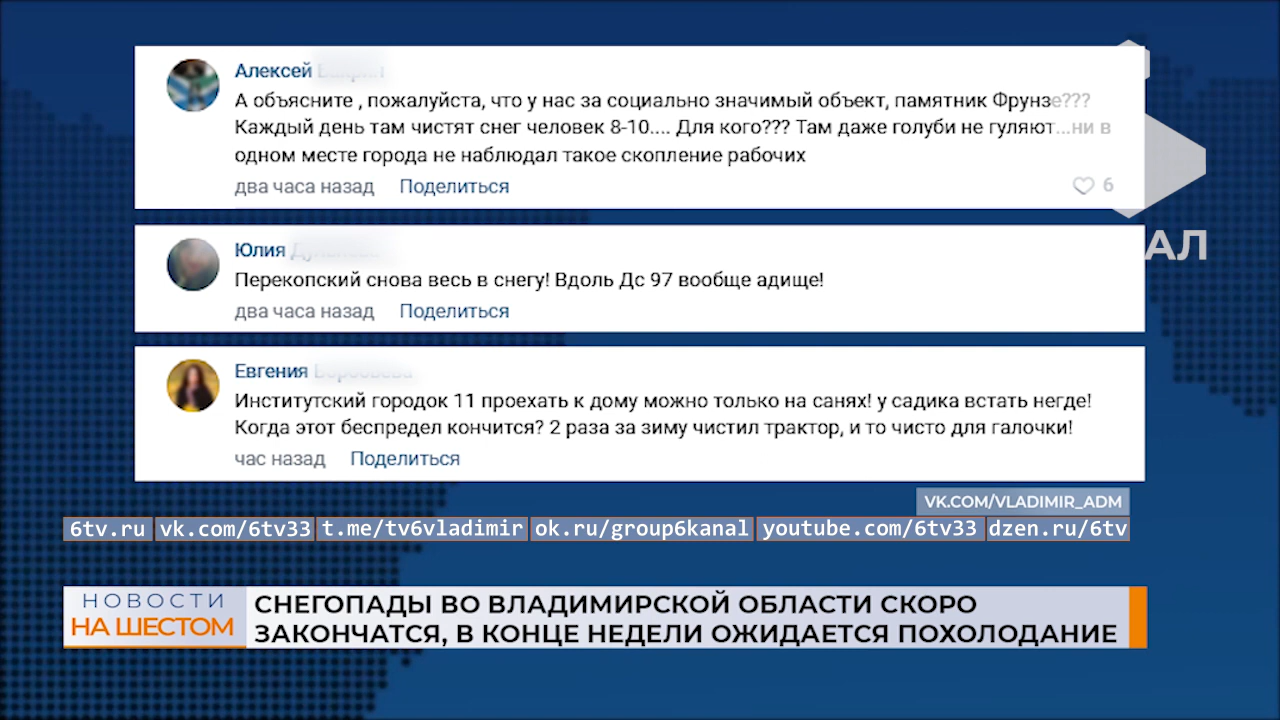 Алексей
А объясните , пожалуйста, что у нас за социально значимый объект, памятник Фрунзе???
Каждый день там чистят снег человек 8-10.... Для кого??? Там даже голуби не гуляют...ни в
одном месте города не наблюдал такое скопление рабочих
два часа назад Поделиться
6
АЛ
Юлия
Перекопский снова весь в снегу! Вдоль Дс 97 вообще адище!
два часа назад Поделиться
Евгения
Институтский городок 11 проехать к дому можно только на санях! у садика встать негде!
Когда этот беспредел кончится? 2 раза за зиму чистил трактор, и то чисто для галочки!
час назад Поделиться
VK.COM/VLADIMIR_ADM
6tv.ru vk.com/6tv33 t.me/tv6vladimir ok.ru/group6kanal youtube.com/6tv33 dzen.ru/6tv
НОВОСТИ
НА ШЕСТОМ
СНЕГОПАДЫ ВО ВЛАДИМИРСКОЙ ОБЛАСТИ СКОРО
ЗАКОНЧАТСЯ, В КОНЦЕ НЕДЕЛИ ОЖИДАЕТСЯ ПОХОЛОДАНИЕ